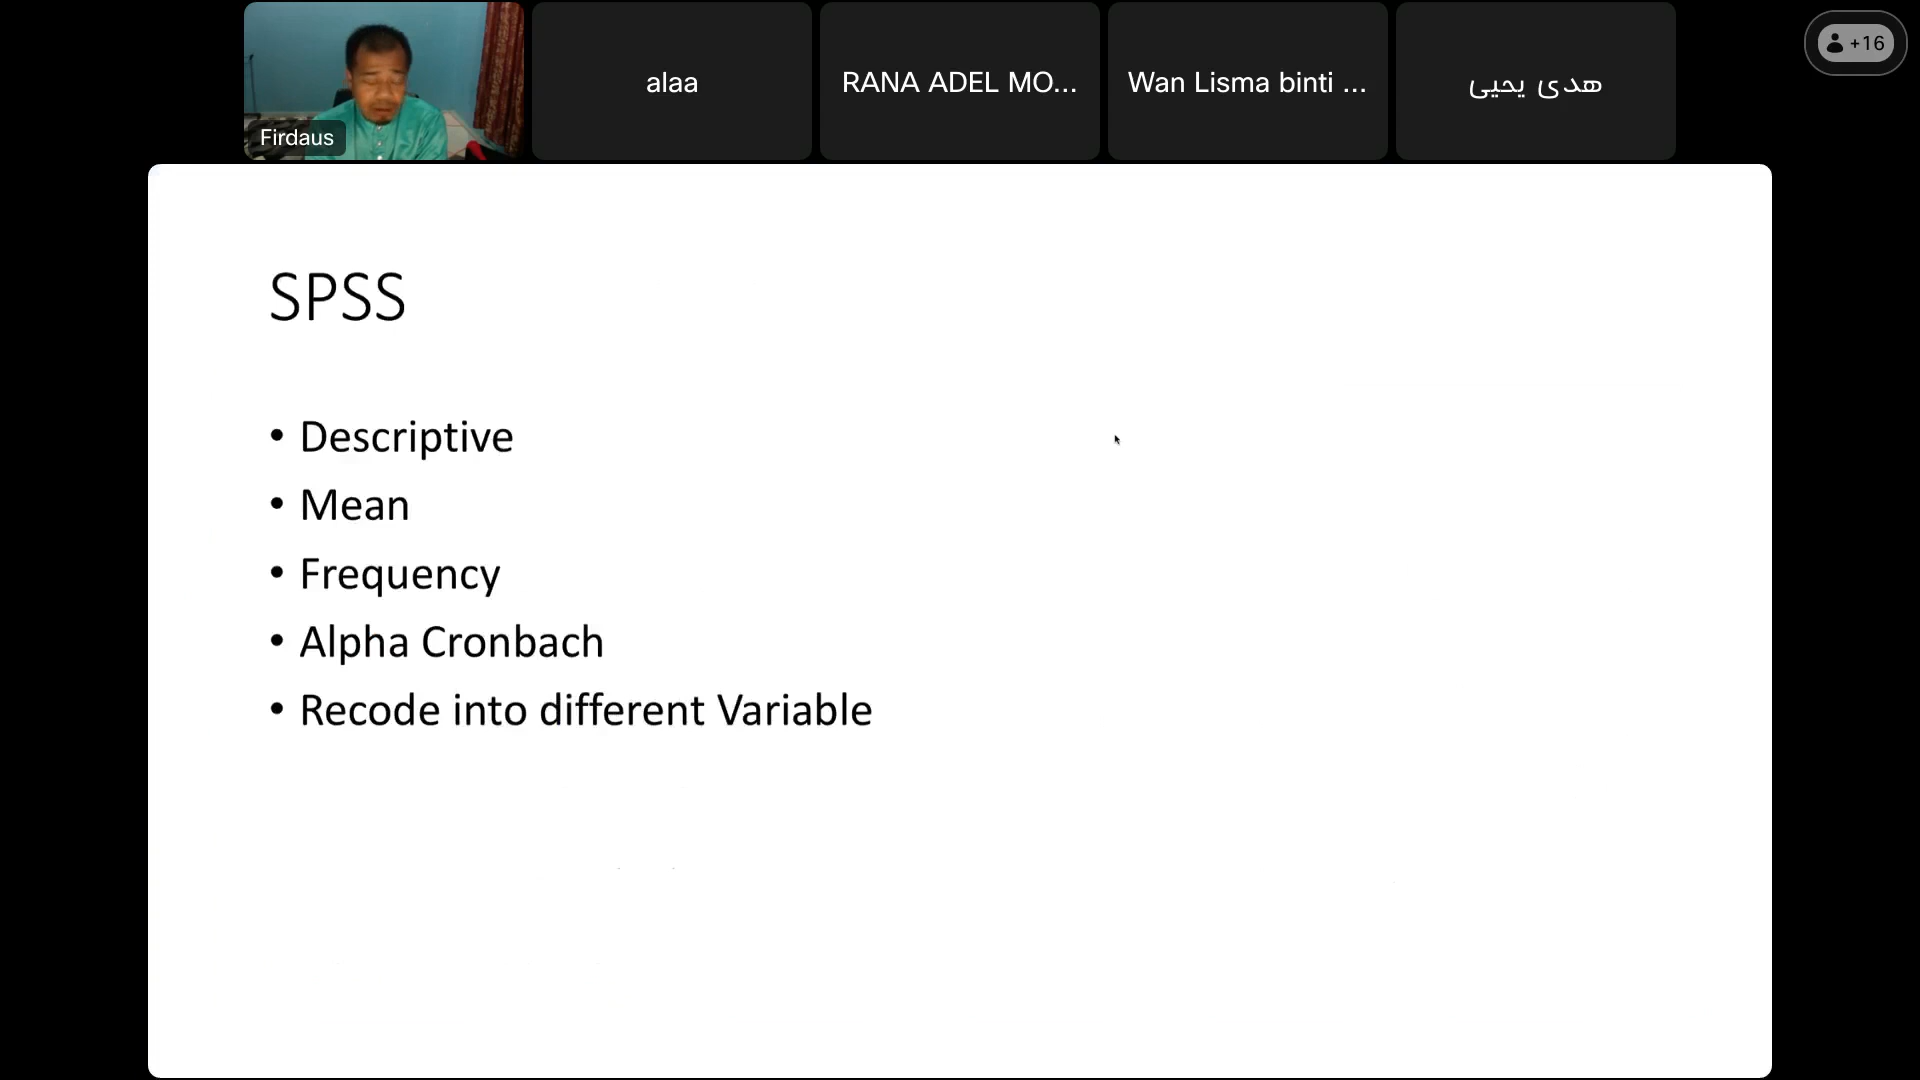 alaa
RANA ADEL MO...
Wan Lisma binti ...
هدى يحيى
+16
Firdaus
SPSS
• Descriptive
• Mean
• Frequency
• Alpha Cronbach
• Recode into different Variable